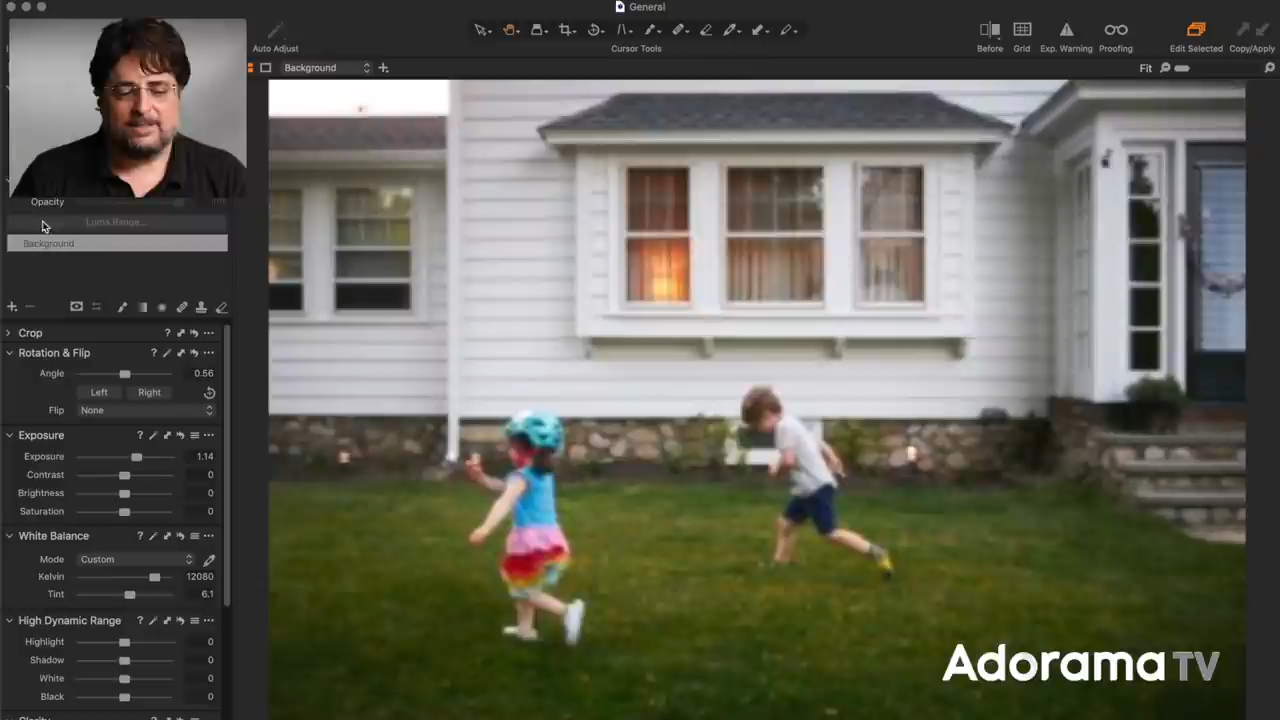 General
Auto Adjust
Cursor Tools
Before
Grid
Exp. Warning
Proofing
Edit Selected
Copy/Apply
Background
Fit
Opacity
Luma Range...
Background
Crop
Rotation & Flip
Angle 0.56
Left Right
Flip None
Exposure
Exposure 1.14
Contrast 0
Brightness 0
Saturation 0
White Balance
Mode Custom
Kelvin 12080
Tint 6.1
High Dynamic Range
Highlight 0
Shadow 0
White 0
Black 0
Clarity
Adorama TV